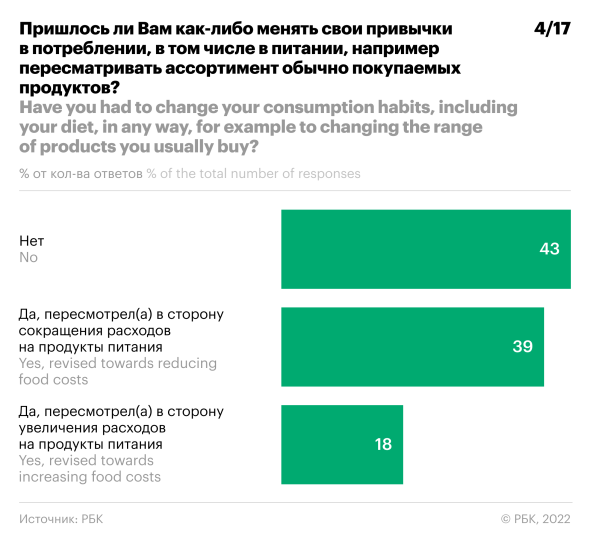 Пришлось ли Вам как-либо менять свои привычки
в потреблении, в том числе в питании, например
пересматривать ассортимент обычно покупаемых
продуктов?
4/17
Have you had to change your consumption habits, including
your diet, in any way, for example to changing the range
of products you usually buy?
% от кол-ва ответов % of the total number of responses
Нет
No
43
Да, пересмотрел(а) в сторону
сокращения расходов
на продукты питания
Yes, revised towards reducing
food costs
39
Да, пересмотрел(а) в сторону
увеличения расходов
на продукты питания
Yes, revised towards
increasing food costs
18
Источник: РБК
© РБК, 2022